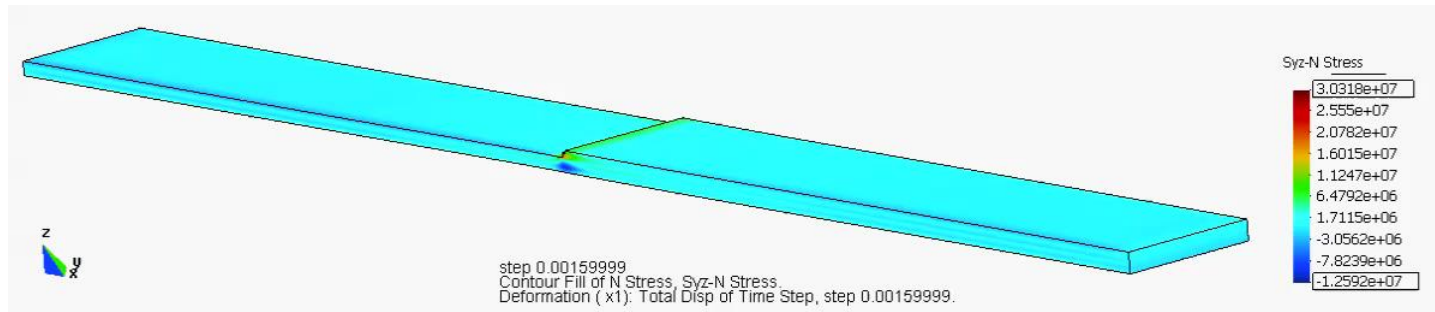 Syz-N Stress
3.0318e+07
2.555e+07
2.0782e+07
1.6015e+07
1.1247e+07
6.4792e+06
1.7115e+06
-3.0562e+06
-7.8239e+06
-1.2592e+07
z
y
x
step 0.00159999
Contour Fill of N Stress, Syz-N Stress.
Deformation ( x1): Total Disp of Time Step, step 0.00159999.